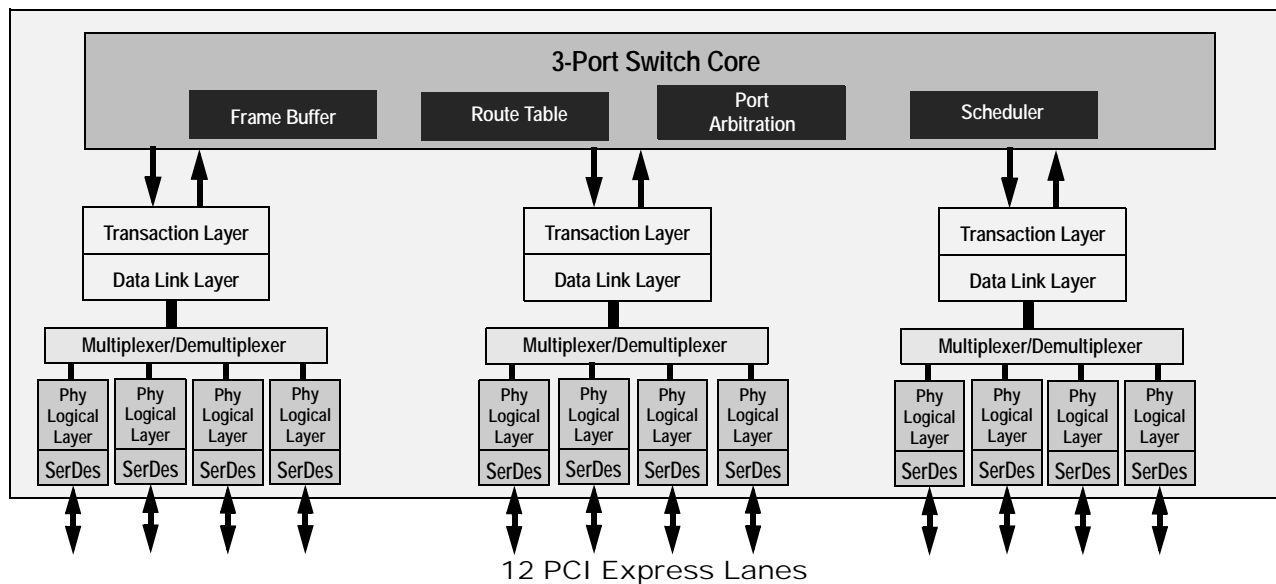 3-Port Switch Core
Frame Buffer
Route Table
Port
Arbitration
Scheduler
Transaction Layer
Data Link Layer
Multiplexer/Demultiplexer
Phy
Logical
Layer
SerDes
Phy
Logical
Layer
SerDes
Phy
Logical
Layer
SerDes
Phy
Logical
Layer
SerDes
Transaction Layer
Data Link Layer
Multiplexer/Demultiplexer
Phy
Logical
Layer
SerDes
Phy
Logical
Layer
SerDes
Phy
Logical
Layer
SerDes
Phy
Logical
Layer
SerDes
Transaction Layer
Data Link Layer
Multiplexer/Demultiplexer
Phy
Logical
Layer
SerDes
Phy
Logical
Layer
SerDes
Phy
Logical
Layer
SerDes
Phy
Logical
Layer
SerDes
12 PCI Express Lanes